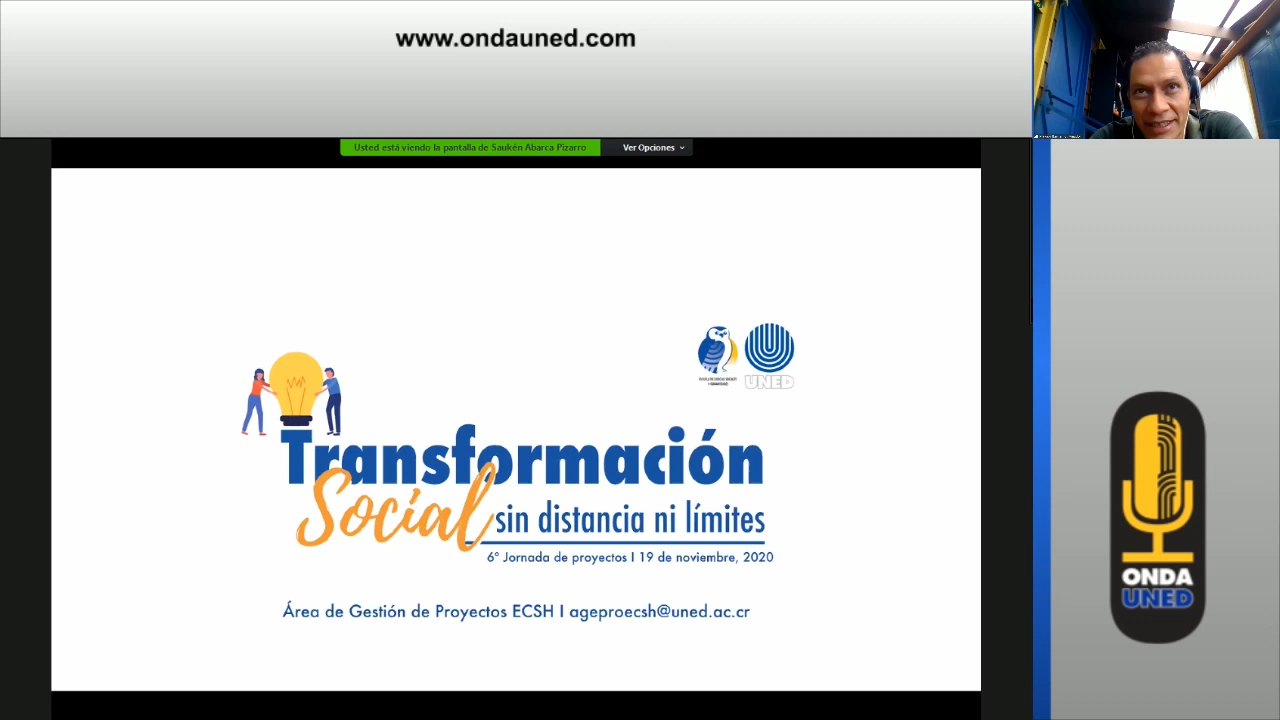 www.ondauned.com
Usted está viendo la pantalla de Saukén Abarca Pizarro
Ver Opciones
UNED
Transformación
Social
sin distancia ni límites
6° Jornada de proyectos I 19 de noviembre, 2020
Área de Gestión de Proyectos ECSH I ageproecsh@uned.ac.cr
ONDA
UNED